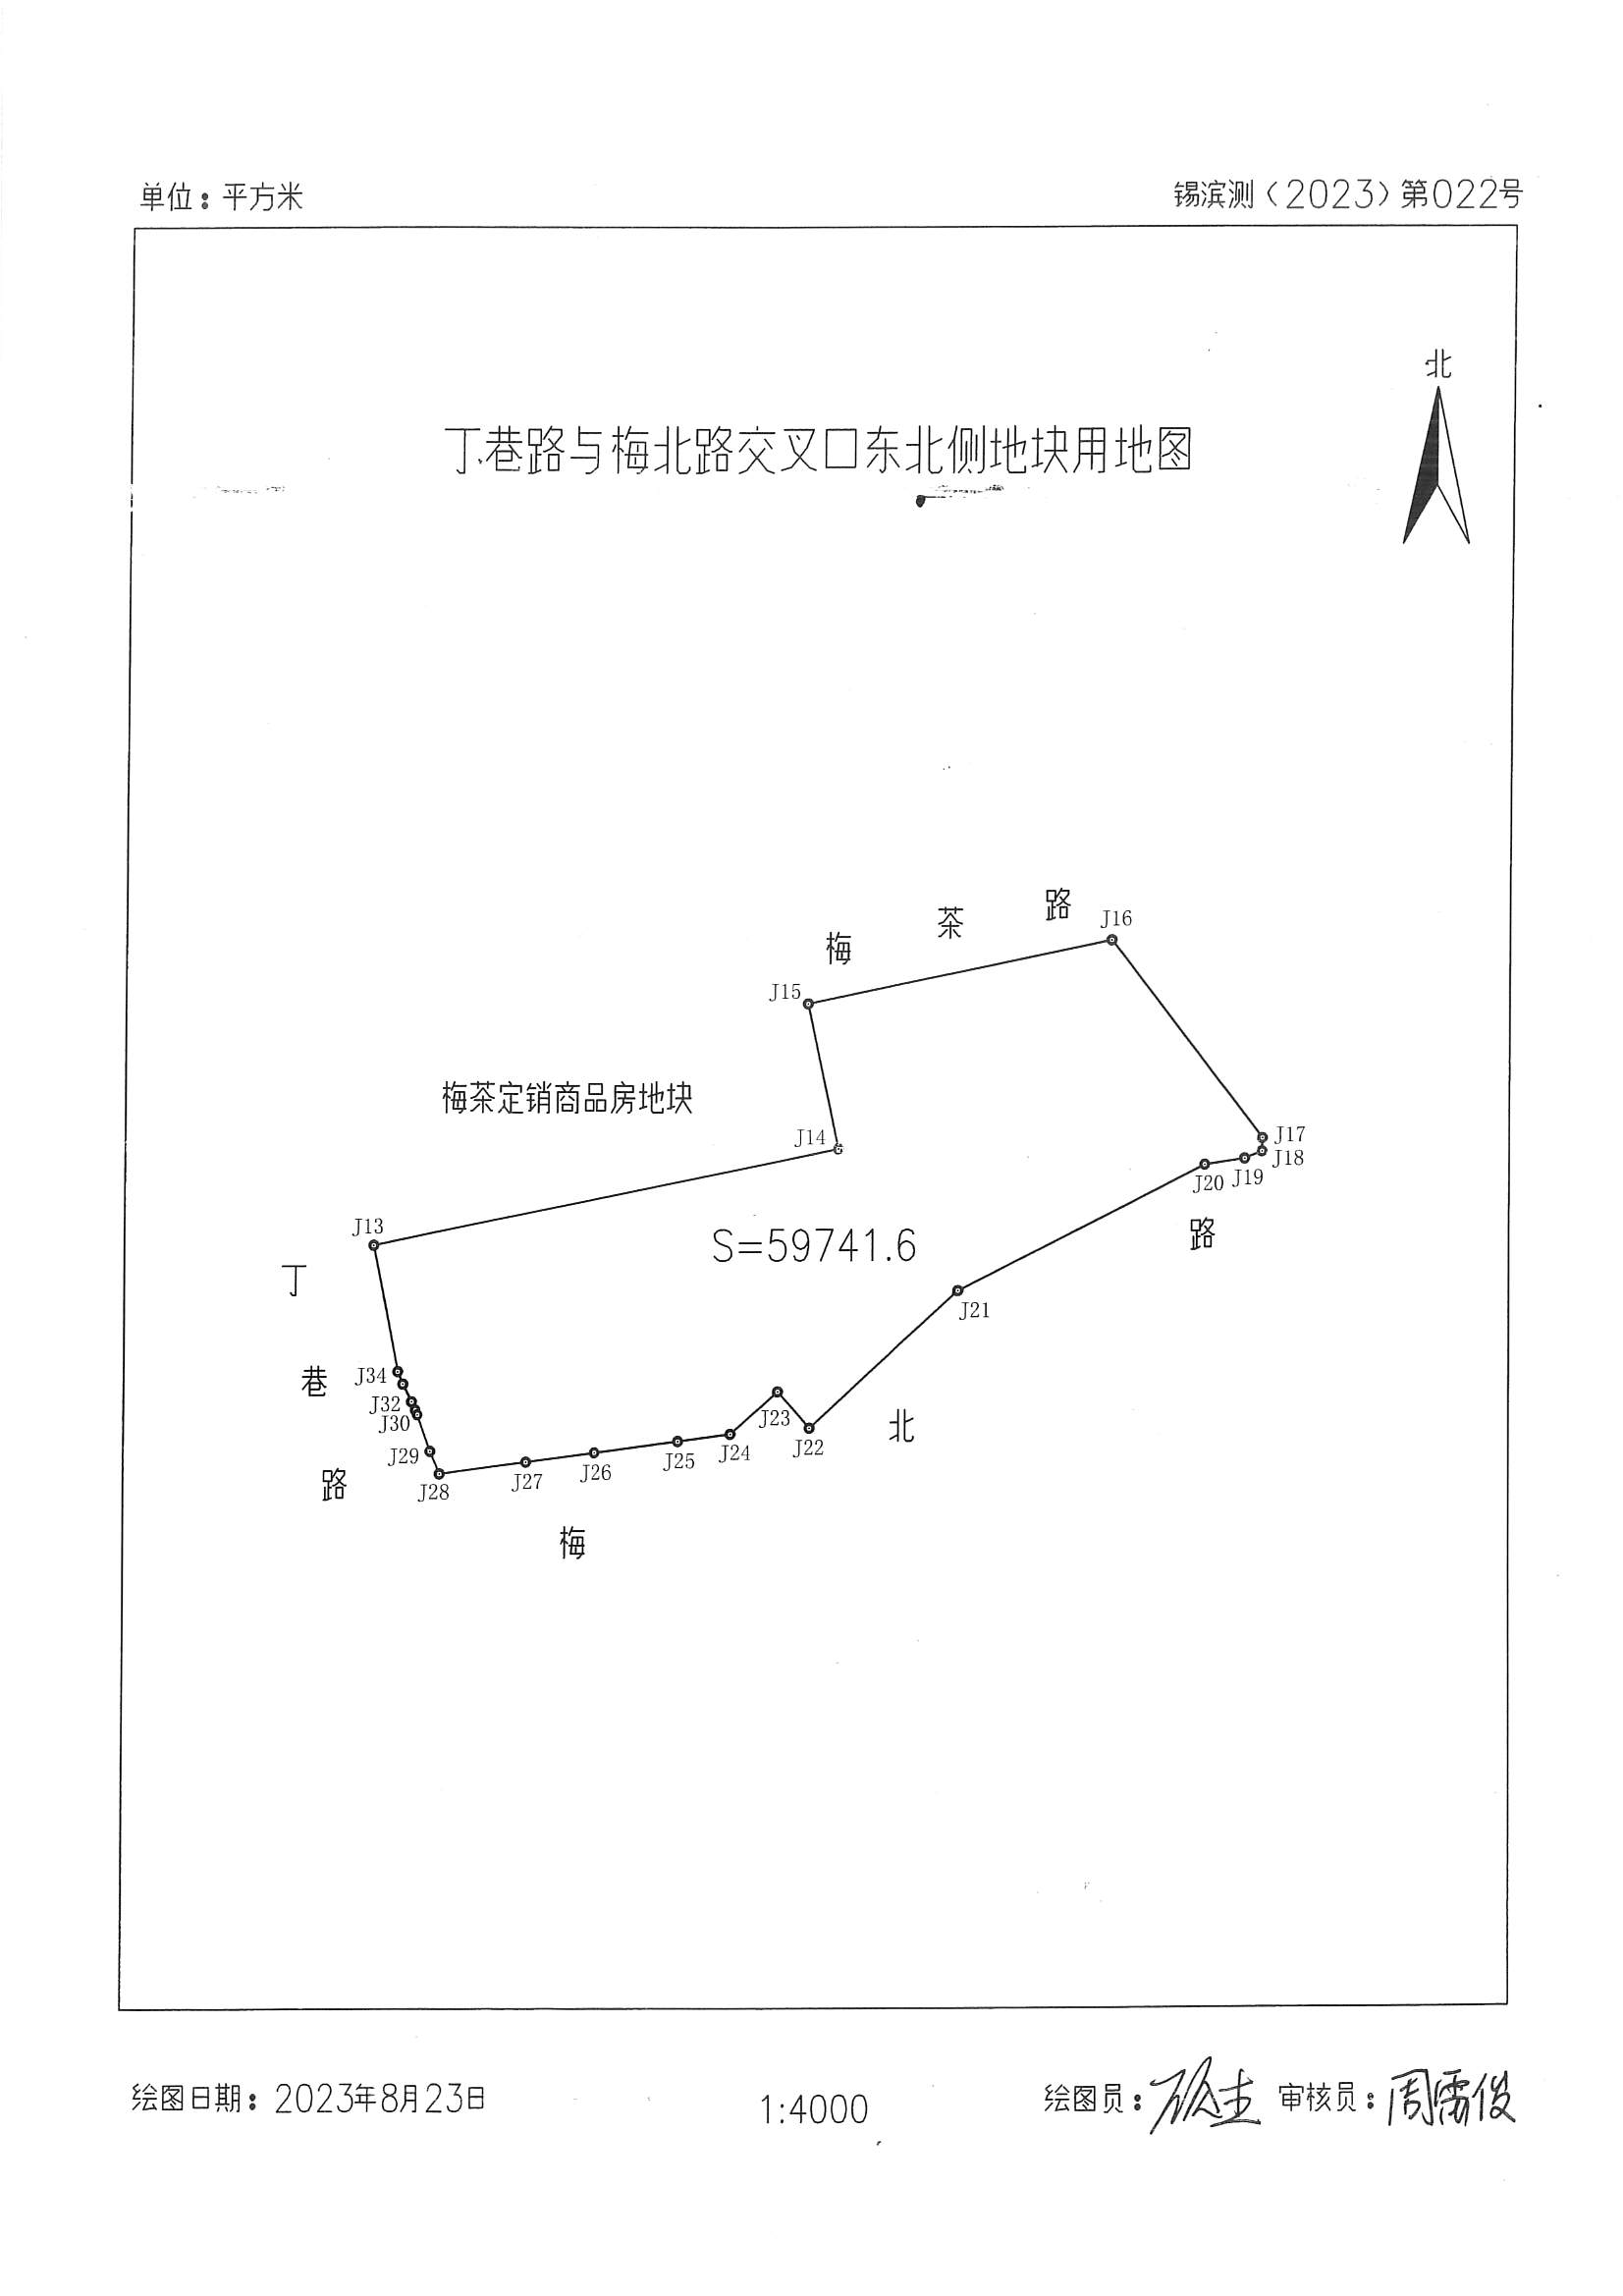 单位：平方米
锡滨测（2023）第022号
北
丁巷路与梅北路交叉口东北侧地块用地图
梅 茶 路
J16
J15
梅茶定销商品房地块
J14
J17
J18
J19
J20
J13
路
S=59741.6
丁
J21
巷
J34
J32
J30
J23
北
J22
J24
J29
J25
J26
J27
路
J28
梅
绘图日期：2023年8月23日
1:4000
绘图员：
审核员：周雷俊